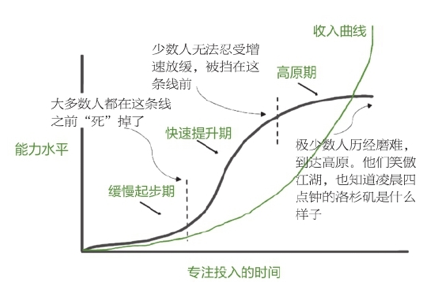 收入曲线
少数人无法忍受增
速放缓，被挡在这
条线前
高原期
大多数人都在这条线
之前“死”掉了
快速提升期
能力水平
极少数人历经磨难，
到达高原。他们笑傲
江湖，也知道凌晨四
点钟的洛杉矶是什么
样子
缓慢起步期
专注投入的时间